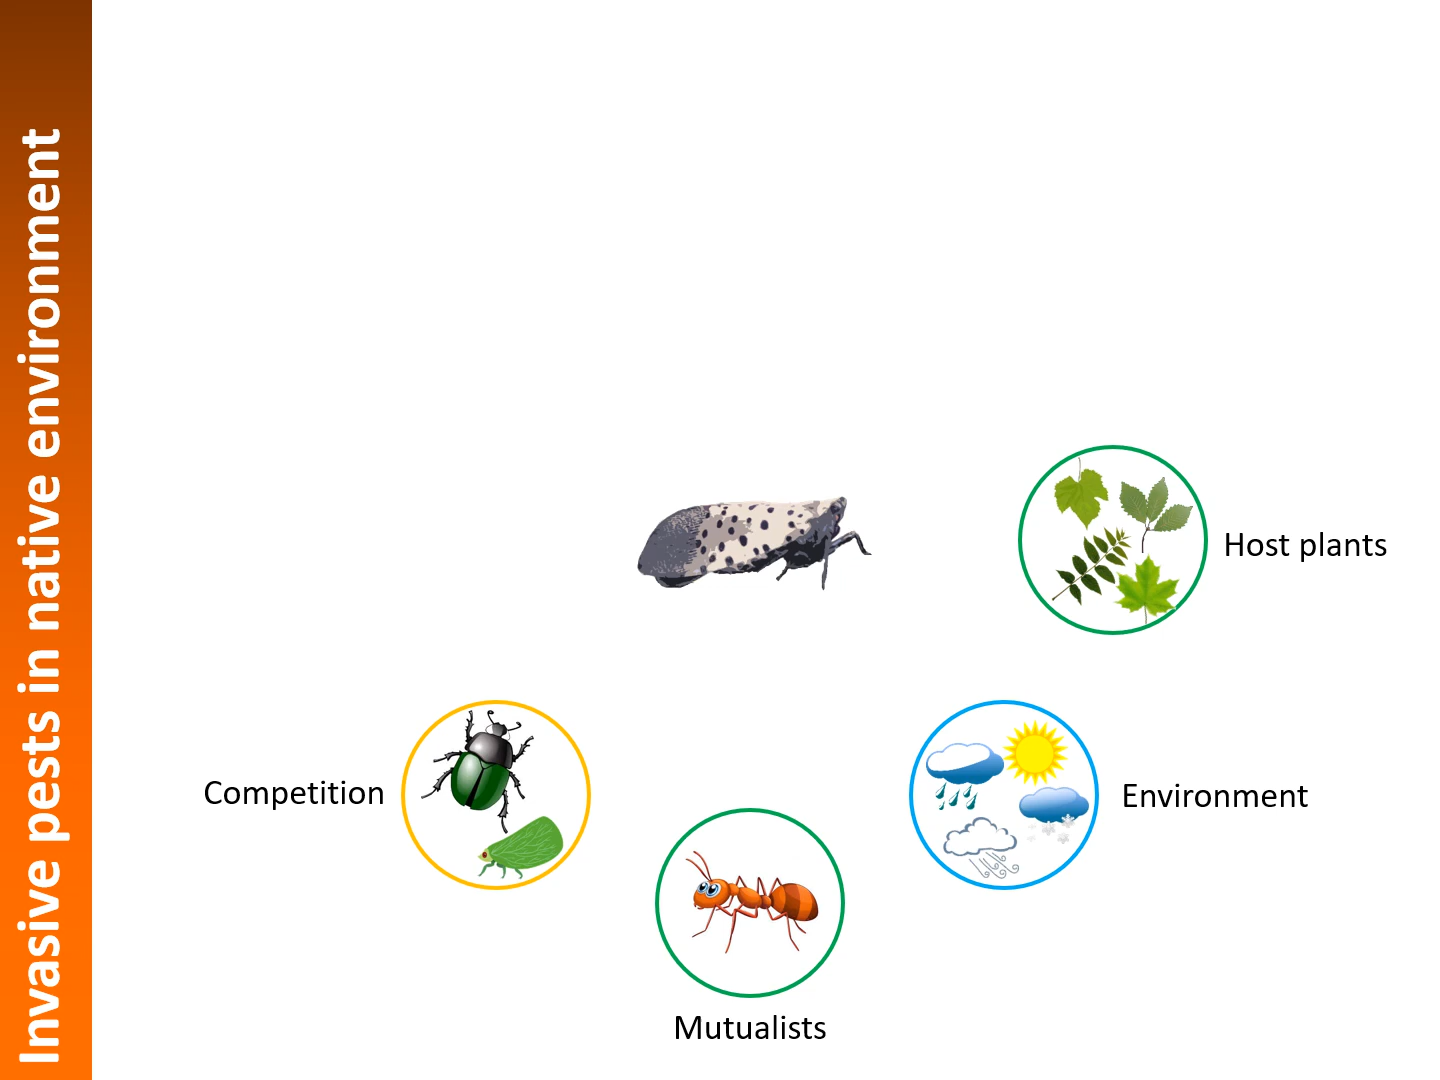 Invasive pests in native environment
Host plants
Competition
Environment
Mutualists